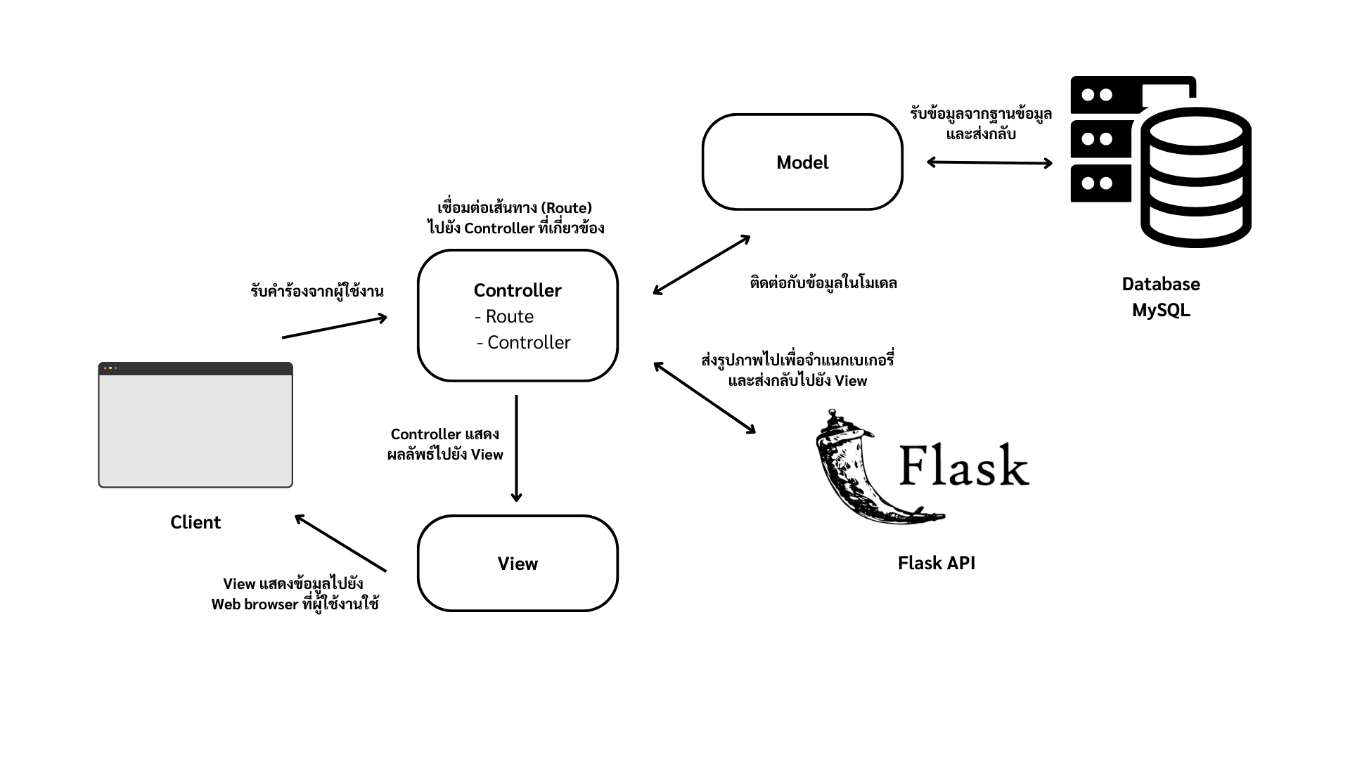 รับข้อมูลจากฐานข้อมูล
และส่งกลับ
Model
เชื่อมต่อเส้นทาง (Route)
ไปยัง Controller ที่เกี่ยวข้อง
Controller
- Route
- Controller
รับคำร้องจากผู้ใช้งาน
ติดต่อกับข้อมูลในโมเดล
Database
MySQL
ส่งรูปภาพไปเพื่อจำแนกเบเกอรี่
และส่งกลับไปยัง View
Controller แสดง
ผลลัพธ์ไปยัง View
Flask
Client
View
Flask API
View แสดงข้อมูลไปยัง
Web browser ที่ผู้ใช้งานใช้